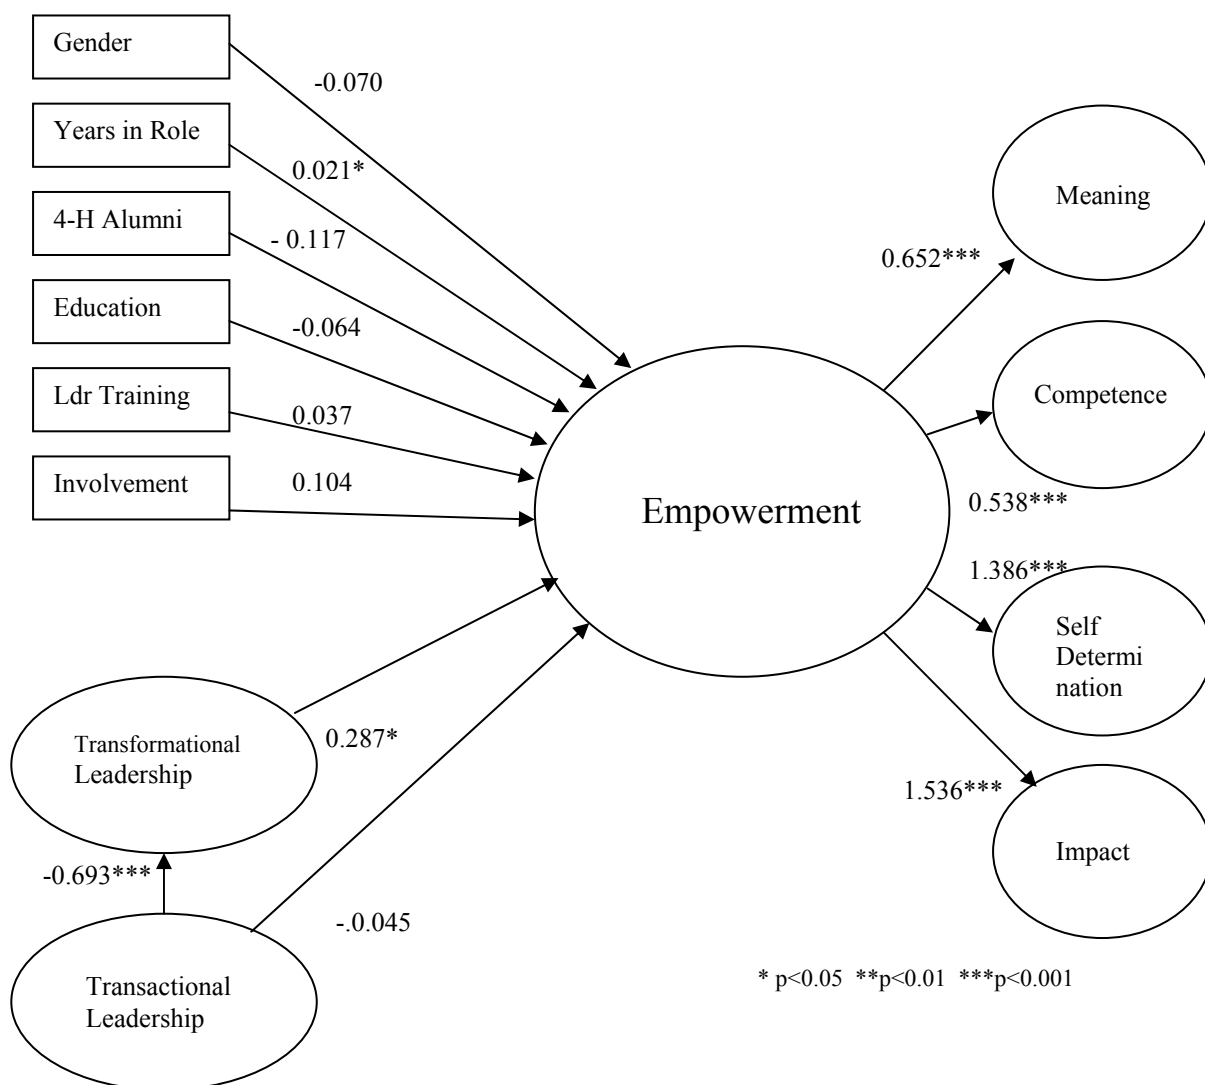 Gender
-0.070
Years in Role
0.021*
4-H Alumni
- 0.117
Education
-0.064
Ldr Training
0.037
Involvement
0.104
Empowerment
Meaning
0.652***
Competence
0.538***
1.386***
Self
Determi
nation
1.536***
Impact
Transformational
Leadership
0.287*
-0.693***
-.0.045
Transactional
Leadership
* p<0.05 **p<0.01 ***p<0.001